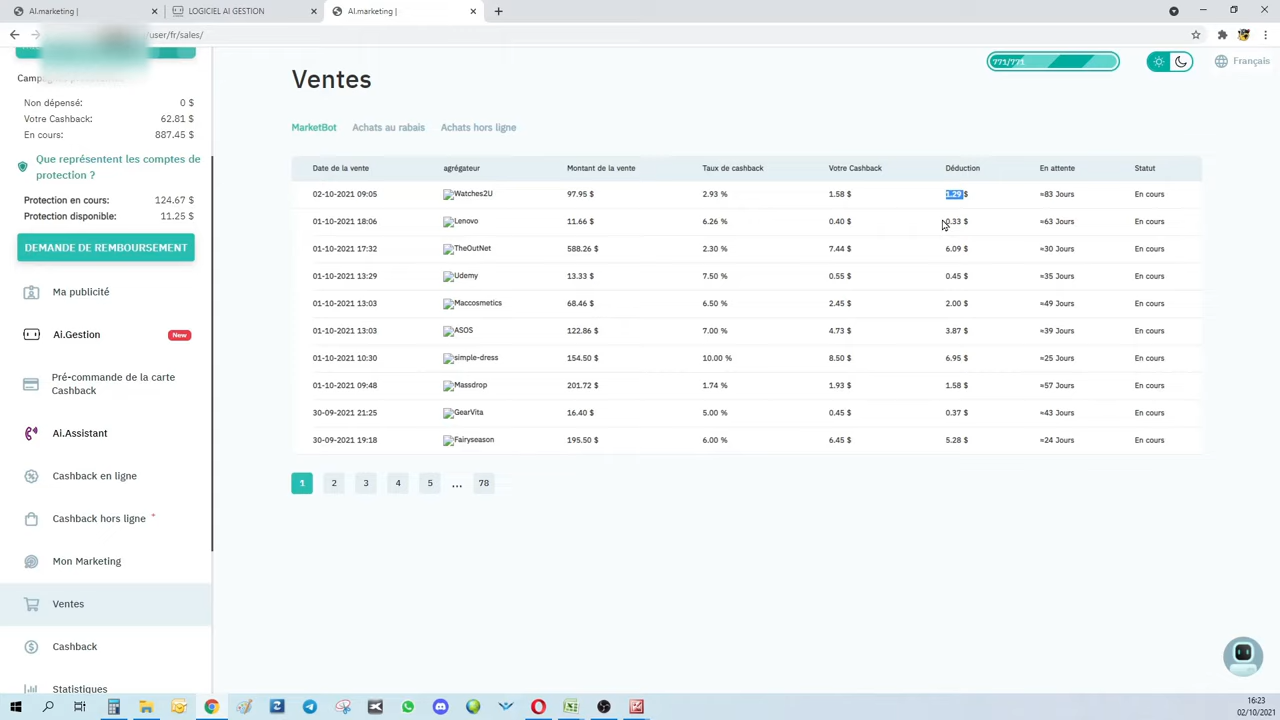 AI.marketing |
LOGICIEL AI GESTION
AI.marketing |
user/fr/sales/
Non dépensé: 0 $
Votre Cashback: 62.81 $
En cours: 887.45 $
Que représentent les comptes de
protection ?
Protection en cours: 124.67 $
Protection disponible: 11.25 $
DEMANDE DE REMBOURSEMENT
Ma publicité
Ai.Gestion New
Pré-commande de la carte
Cashback
Ai.Assistant
Cashback en ligne
Cashback hors ligne *
Mon Marketing
Ventes
Cashback
Statistiques
Ventes
771/771
Français
MarketBot Achats au rabais Achats hors ligne
Date de la vente agrégateur Montant de la vente Taux de cashback Votre Cashback Déduction En attente Statut
02-10-2021 09:05 Watches2U 97.95 $ 2.93 % 1.58 $ 1.29 $ ≈83 Jours En cours
01-10-2021 18:06 Lenovo 11.66 $ 6.26 % 0.40 $ 0.33 $ ≈63 Jours En cours
01-10-2021 17:32 TheOutNet 588.26 $ 2.30 % 7.44 $ 6.09 $ ≈30 Jours En cours
01-10-2021 13:29 Udemy 13.33 $ 7.50 % 0.55 $ 0.45 $ ≈35 Jours En cours
01-10-2021 13:03 Maccosmetics 68.46 $ 6.50 % 2.45 $ 2.00 $ ≈49 Jours En cours
01-10-2021 13:03 ASOS 122.86 $ 7.00 % 4.73 $ 3.87 $ ≈39 Jours En cours
01-10-2021 10:30 simple-dress 154.50 $ 10.00 % 8.50 $ 6.95 $ ≈25 Jours En cours
01-10-2021 09:48 Massdrop 201.72 $ 1.74 % 1.93 $ 1.58 $ ≈57 Jours En cours
30-09-2021 21:25 GearVita 16.40 $ 5.00 % 0.45 $ 0.37 $ ≈43 Jours En cours
30-09-2021 19:18 Fairyseason 195.50 $ 6.00 % 6.45 $ 5.28 $ ≈24 Jours En cours
1 2 3 4 5 ... 78
16:23
02/10/2021